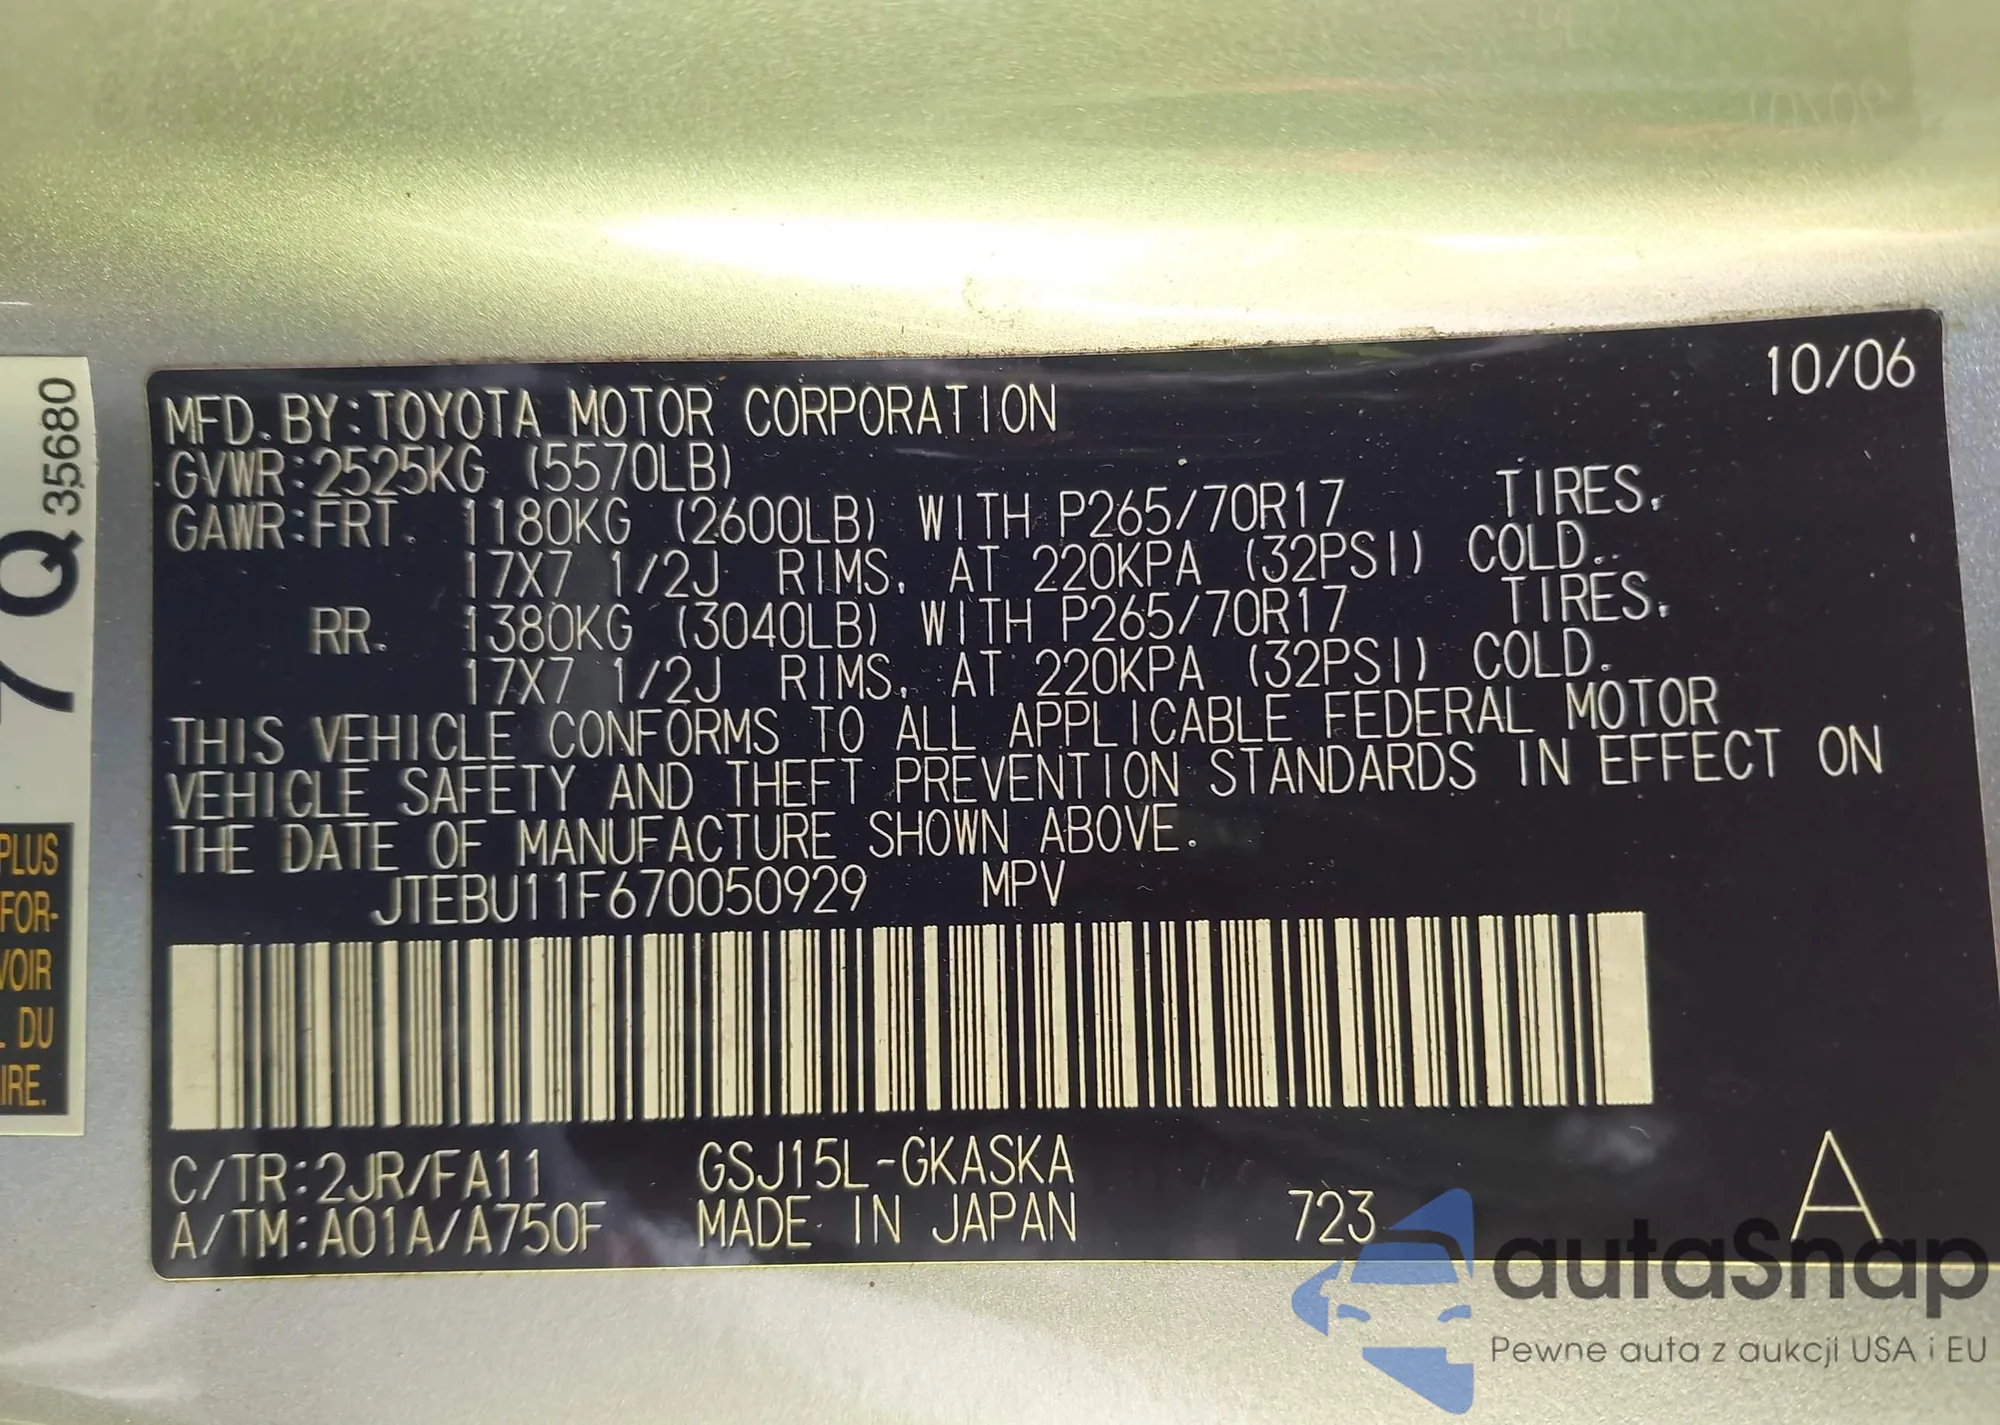 10/06
MFD. BY: TOYOTA MOTOR CORPORATION
GVWR: 2525KG (5570LB)
GAWR: FRT. 1180KG (2600LB) WITH P265/70R17 TIRES,
17X7 1/2J RIMS, AT 220KPA (32PSI) COLD.
RR. 1380KG (3040LB) WITH P265/70R17 TIRES,
17X7 1/2J RIMS, AT 220KPA (32PSI) COLD.
THIS VEHICLE CONFORMS TO ALL APPLICABLE FEDERAL MOTOR
VEHICLE SAFETY AND THEFT PREVENTION STANDARDS IN EFFECT ON
THE DATE OF MANUFACTURE SHOWN ABOVE.
JTEBU11F670050929 MPV
C/TR: 2JR/FA11 GSJ15L-GKASKA
A/TM: A01A/A750F MADE IN JAPAN 723 A
7Q 35680
PLUS
FOR-
VOIR
DU
IRE.
autaSnap
Pewne auta z aukcji USA i EU